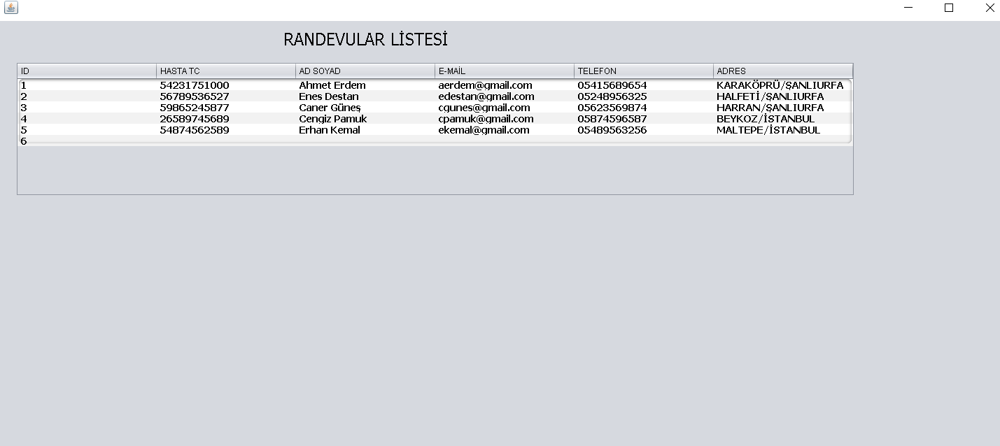 RANDEVULAR LİSTESİ
ID HASTA TC AD SOYAD E-MAİL TELEFON ADRES
1 54231751000 Ahmet Erdem aerdem@gmail.com 05415689654 KARAKÖPRÜ/ŞANLIURFA
2 56789536527 Enes Destan edestan@gmail.com 05248956325 HALFETİ/ŞANLIURFA
3 59865245877 Caner Güneş cgunes@gmail.com 05623569874 HARRAN/ŞANLIURFA
4 26589745689 Cengiz Pamuk cpamuk@gmail.com 05874596587 BEYKOZ/İSTANBUL
5 54874562589 Erhan Kemal ekemal@gmail.com 05489563256 MALTEPE/İSTANBUL
6